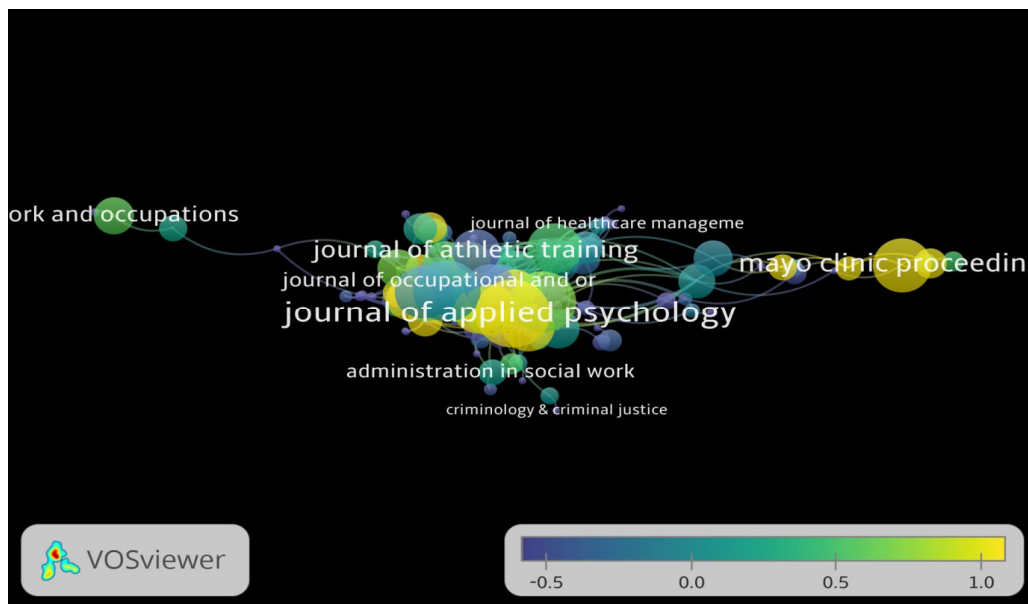 ork and occupations
journal of healthcare manageme
journal of athletic training
mayo clinic proceedin
journal of occupational and or
journal of applied psychology
administration in social work
criminology & criminal justice
VOSviewer
-0.5 0.0 0.5 1.0